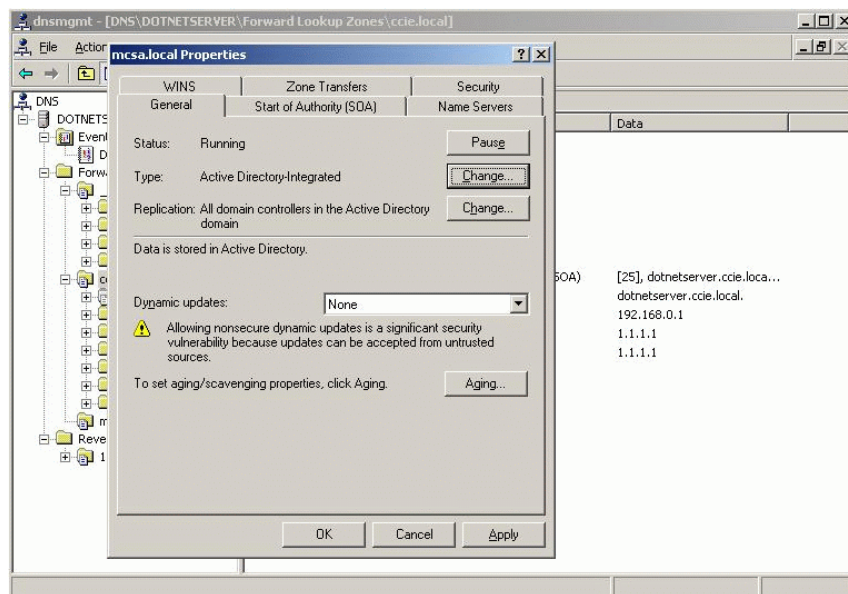 dnsmgmt - [DNS\DOTNETSERVER\Forward Lookup Zones\ccie.local]
File Action
mcsa.local Properties
WINS Zone Transfers Security
General Start of Authority (SOA) Name Servers
Status: Running Pause
Type: Active Directory-Integrated Change...
Replication: All domain controllers in the Active Directory domain Change...
Data is stored in Active Directory.
Dynamic updates: None
Allowing nonsecure dynamic updates is a significant security
vulnerability because updates can be accepted from untrusted
sources.
To set aging/scavenging properties, click Aging. Aging...
OK Cancel Apply
DNS
DOTNETS
Event
D
Forw
Reve
1
Data
SOA) [25], dotnetserver.ccie.loca...
dotnetserver.ccie.local.
192.168.0.1
1.1.1.1
1.1.1.1